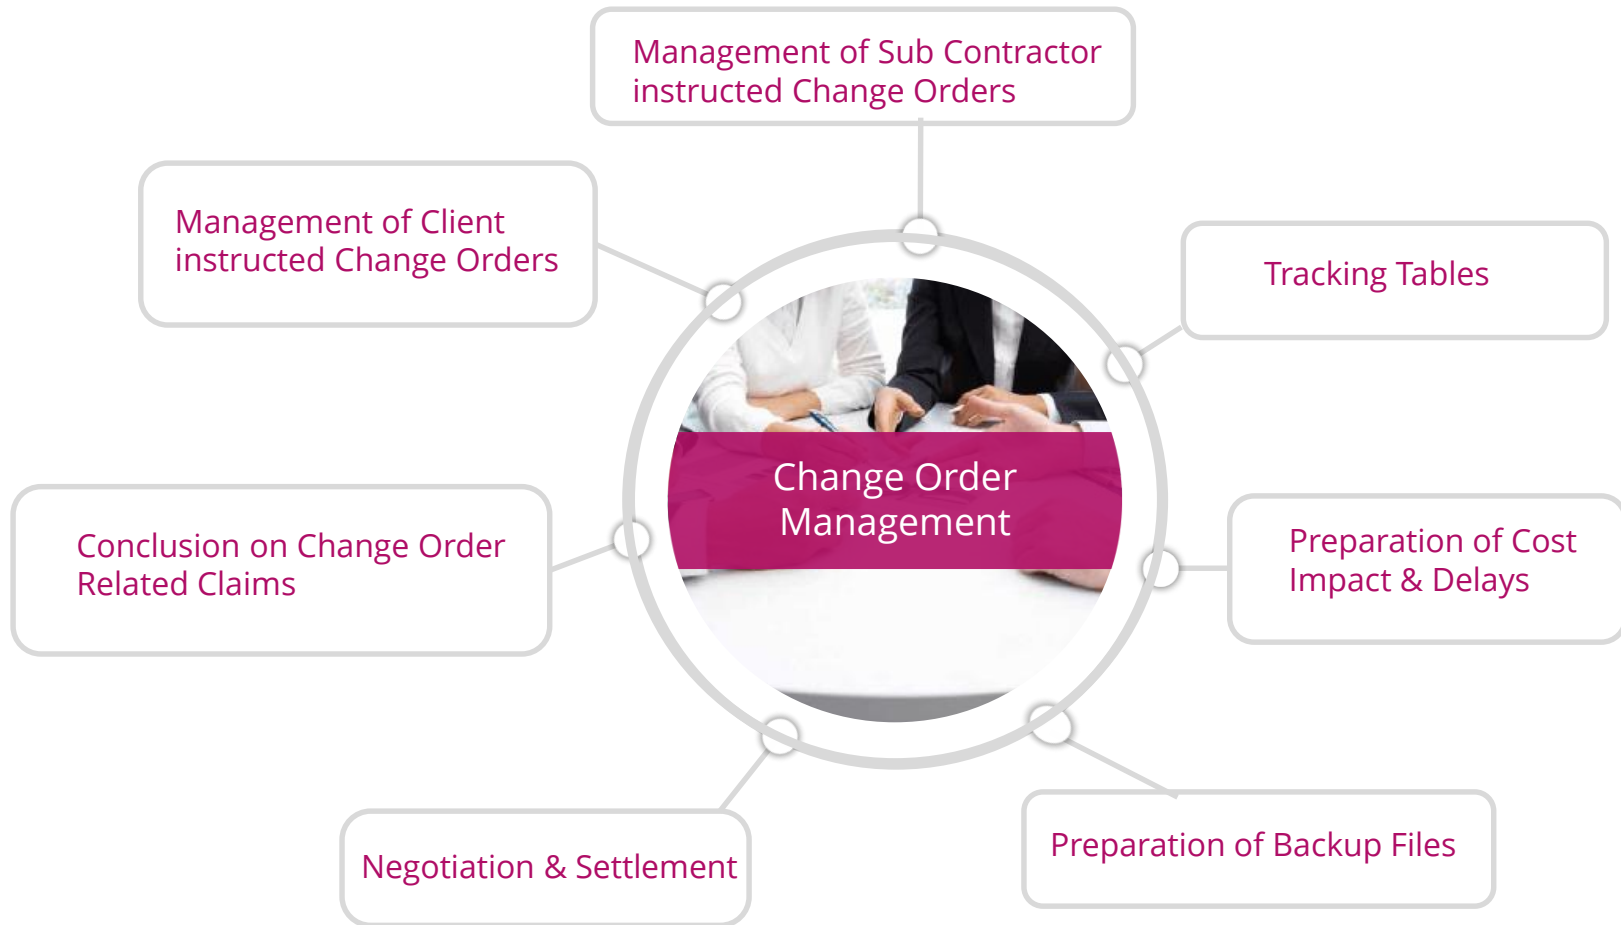 Management of Sub Contractor
instructed Change Orders
Management of Client
instructed Change Orders
Tracking Tables
Change Order
Management
Conclusion on Change Order
Related Claims
Preparation of Cost
Impact & Delays
Negotiation & Settlement
Preparation of Backup Files